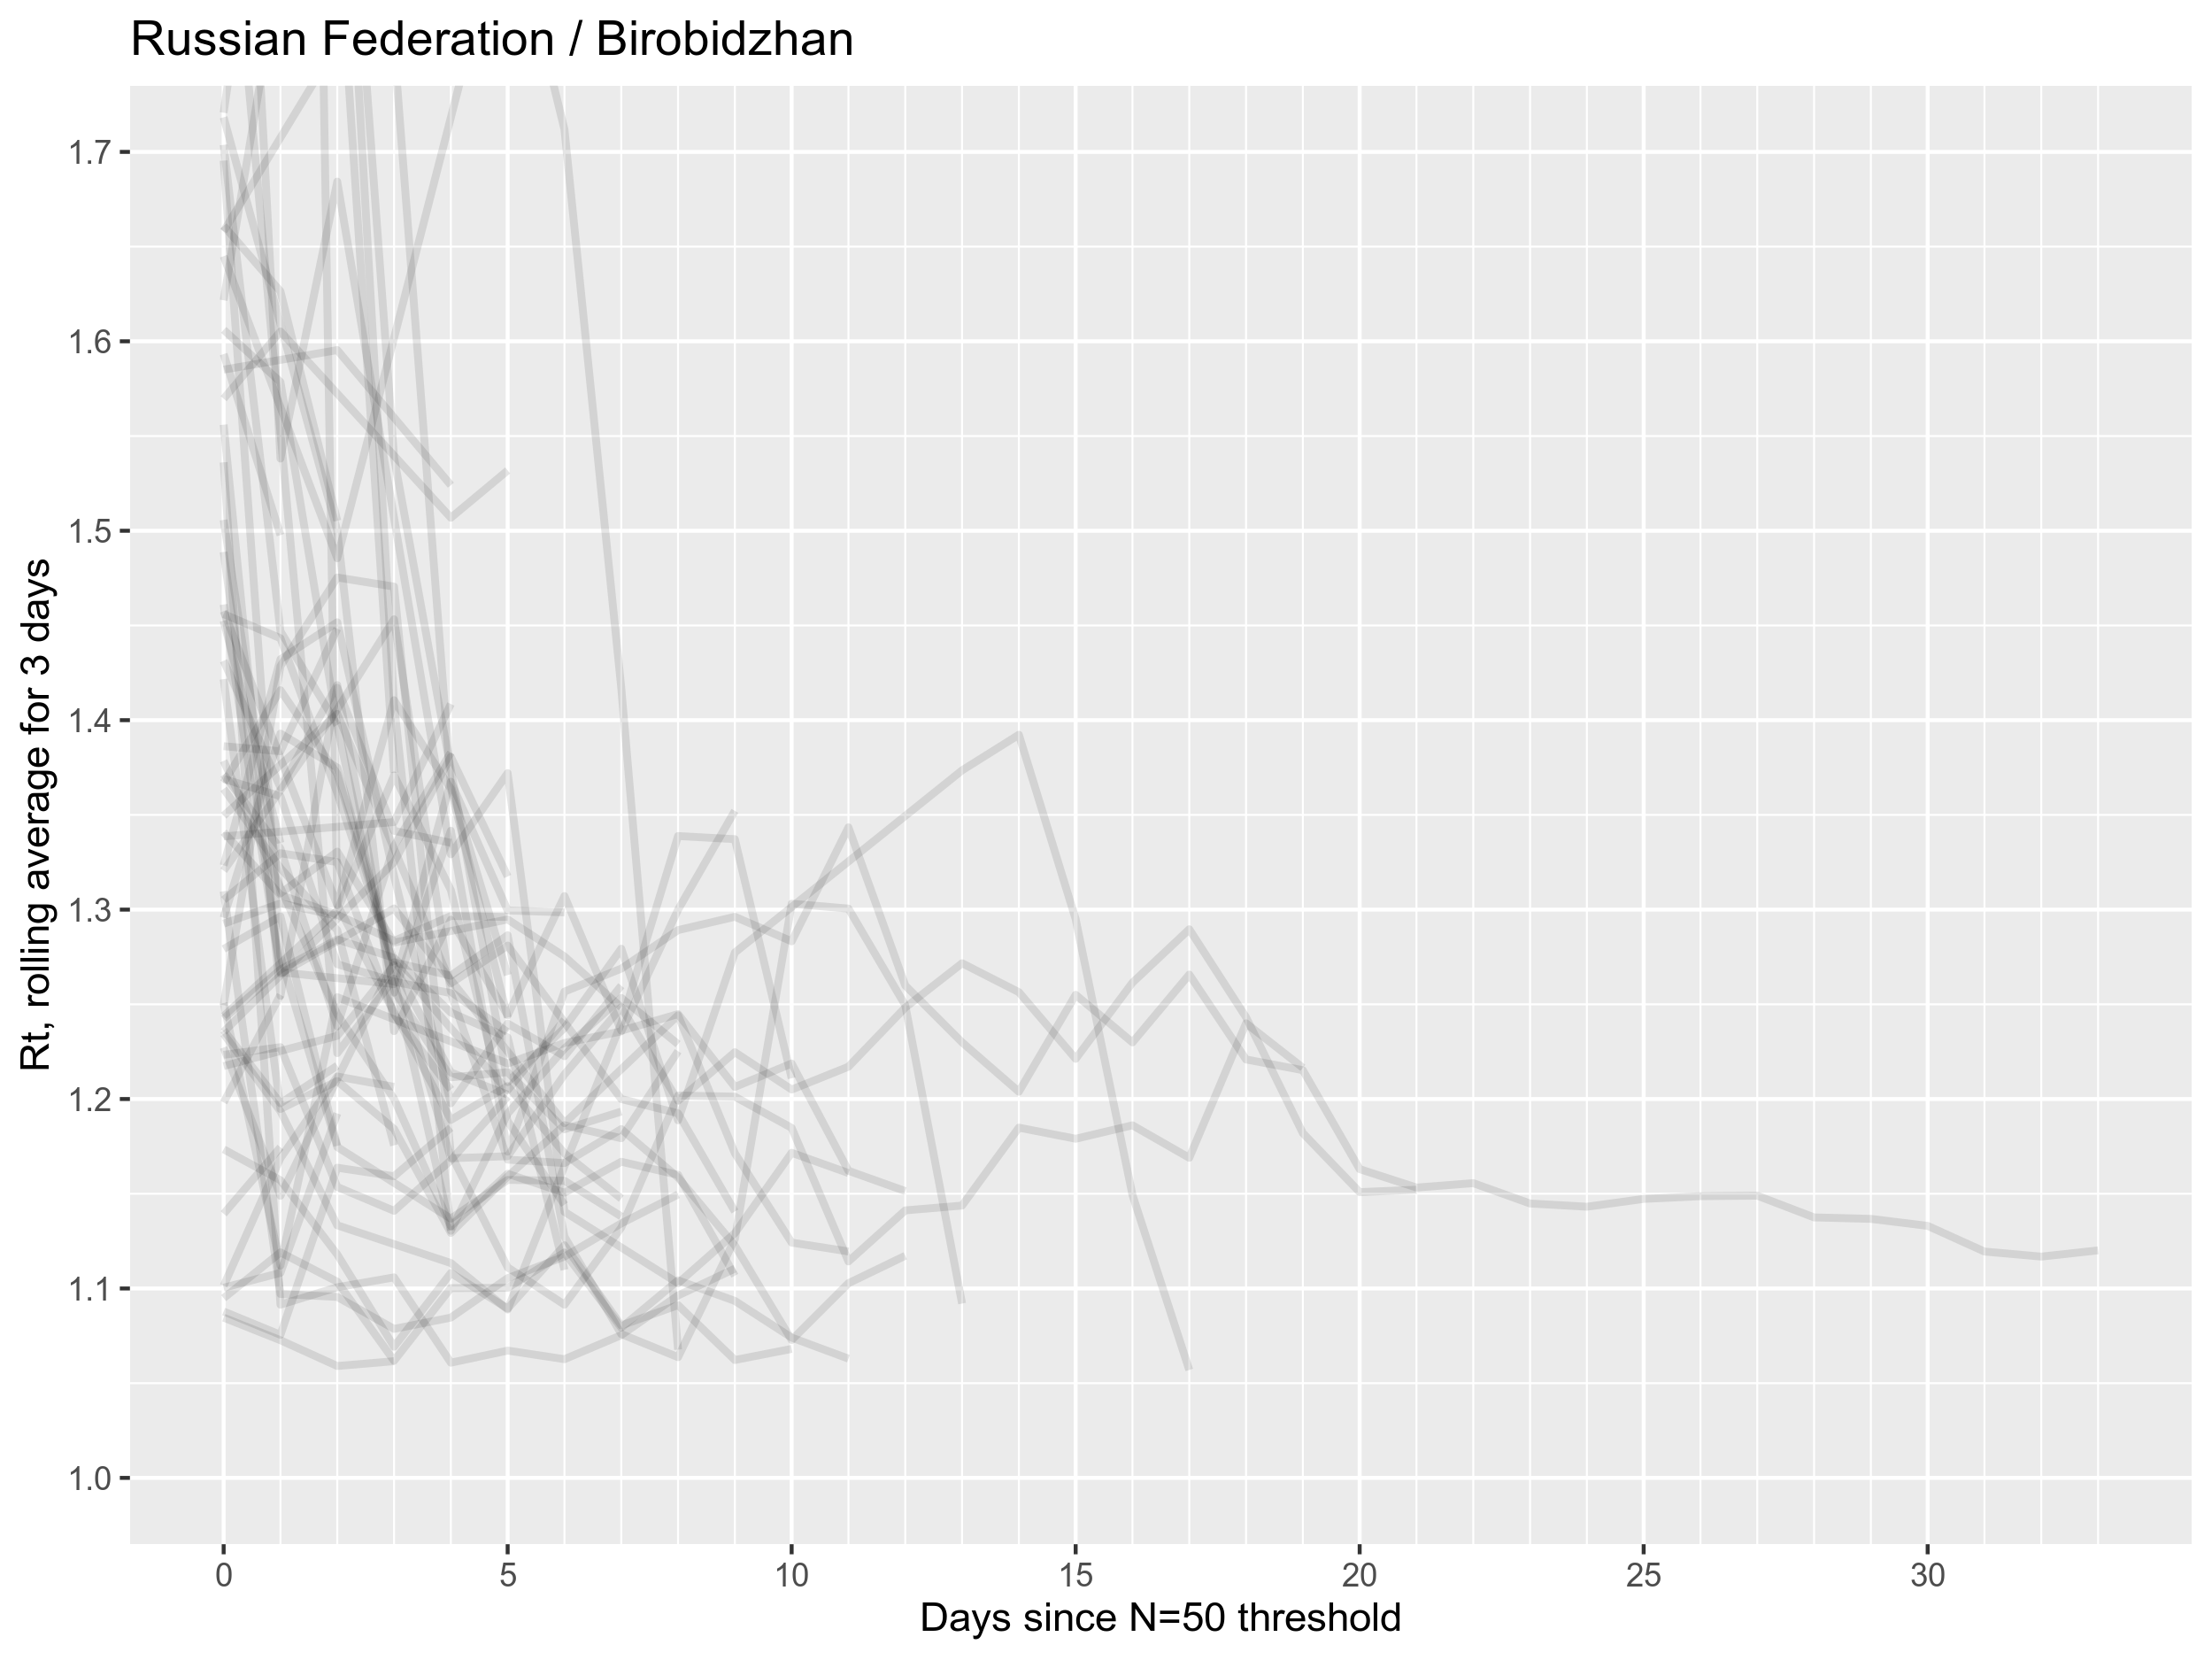 Russian Federation / Birobidzhan
Rt, rolling average for 3 days
1.7
1.6
1.5
1.4
1.3
1.2
1.1
1.0
0 5 10 15 20 25 30
Days since N=50 threshold